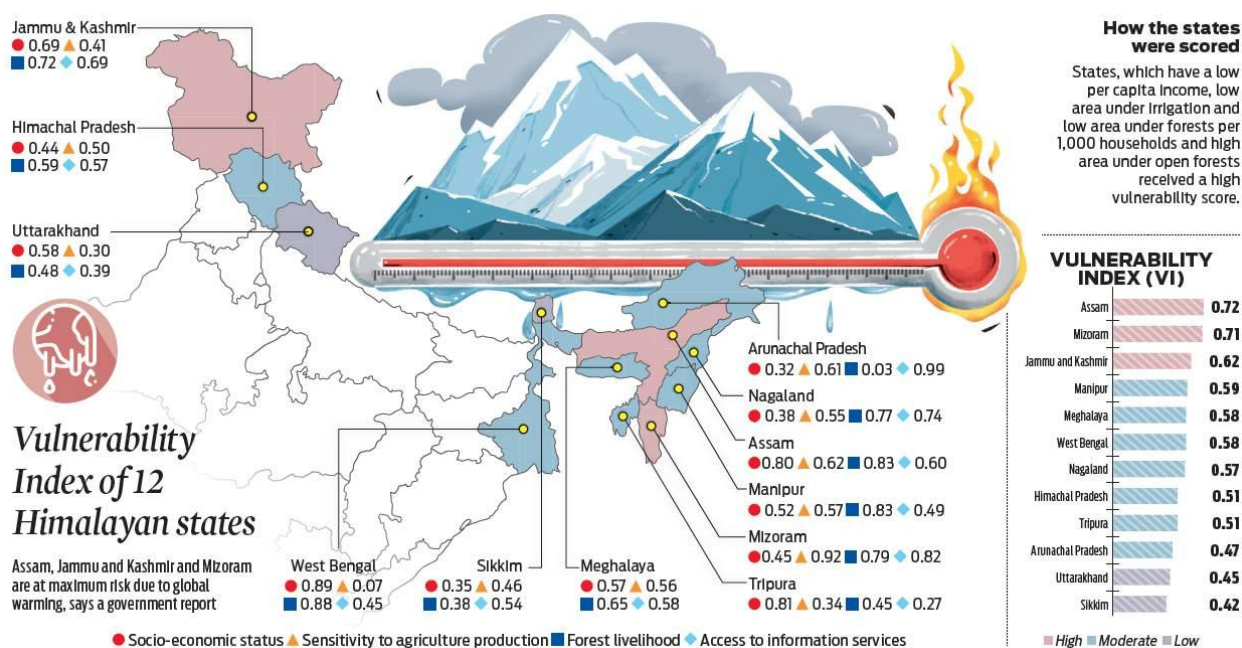 Jammu & Kashmir
0.69 0.41
0.72 0.69
Himachal Pradesh
0.44 0.50
0.59 0.57
Uttarakhand
0.58 0.30
0.48 0.39
Vulnerability
Index of 12
Himalayan states
Assam, Jammu and Kashmir and Mizoram
are at maximum risk due to global
warming, says a government report
West Bengal
0.89 0.07
0.88 0.45
Sikkim
0.35 0.46
0.38 0.54
Meghalaya
0.57 0.56
0.65 0.58
Arunachal Pradesh
0.32 0.61 0.03 0.99
Nagaland
0.38 0.55 0.77 0.74
Assam
0.80 0.62 0.83 0.60
Manipur
0.52 0.57 0.83 0.49
Mizoram
0.45 0.92 0.79 0.82
Tripura
0.81 0.34 0.45 0.27
Socio-economic status Sensitivity to agriculture production Forest livelihood Access to information services
How the states
were scored
States, which have a low
per capita income, low
area under irrigation and
low area under forests per
1,000 households and high
area under open forests
received a high
vulnerability score.
VULNERABILITY
INDEX (VI)
Assam 0.72
Mizoram 0.71
Jammu and Kashmir 0.62
Manipur 0.59
Meghalaya 0.58
West Bengal 0.58
Nagaland 0.57
Himachal Pradesh 0.51
Tripura 0.51
Arunachal Pradesh 0.47
Uttarakhand 0.45
Sikkim 0.42
High Moderate Low